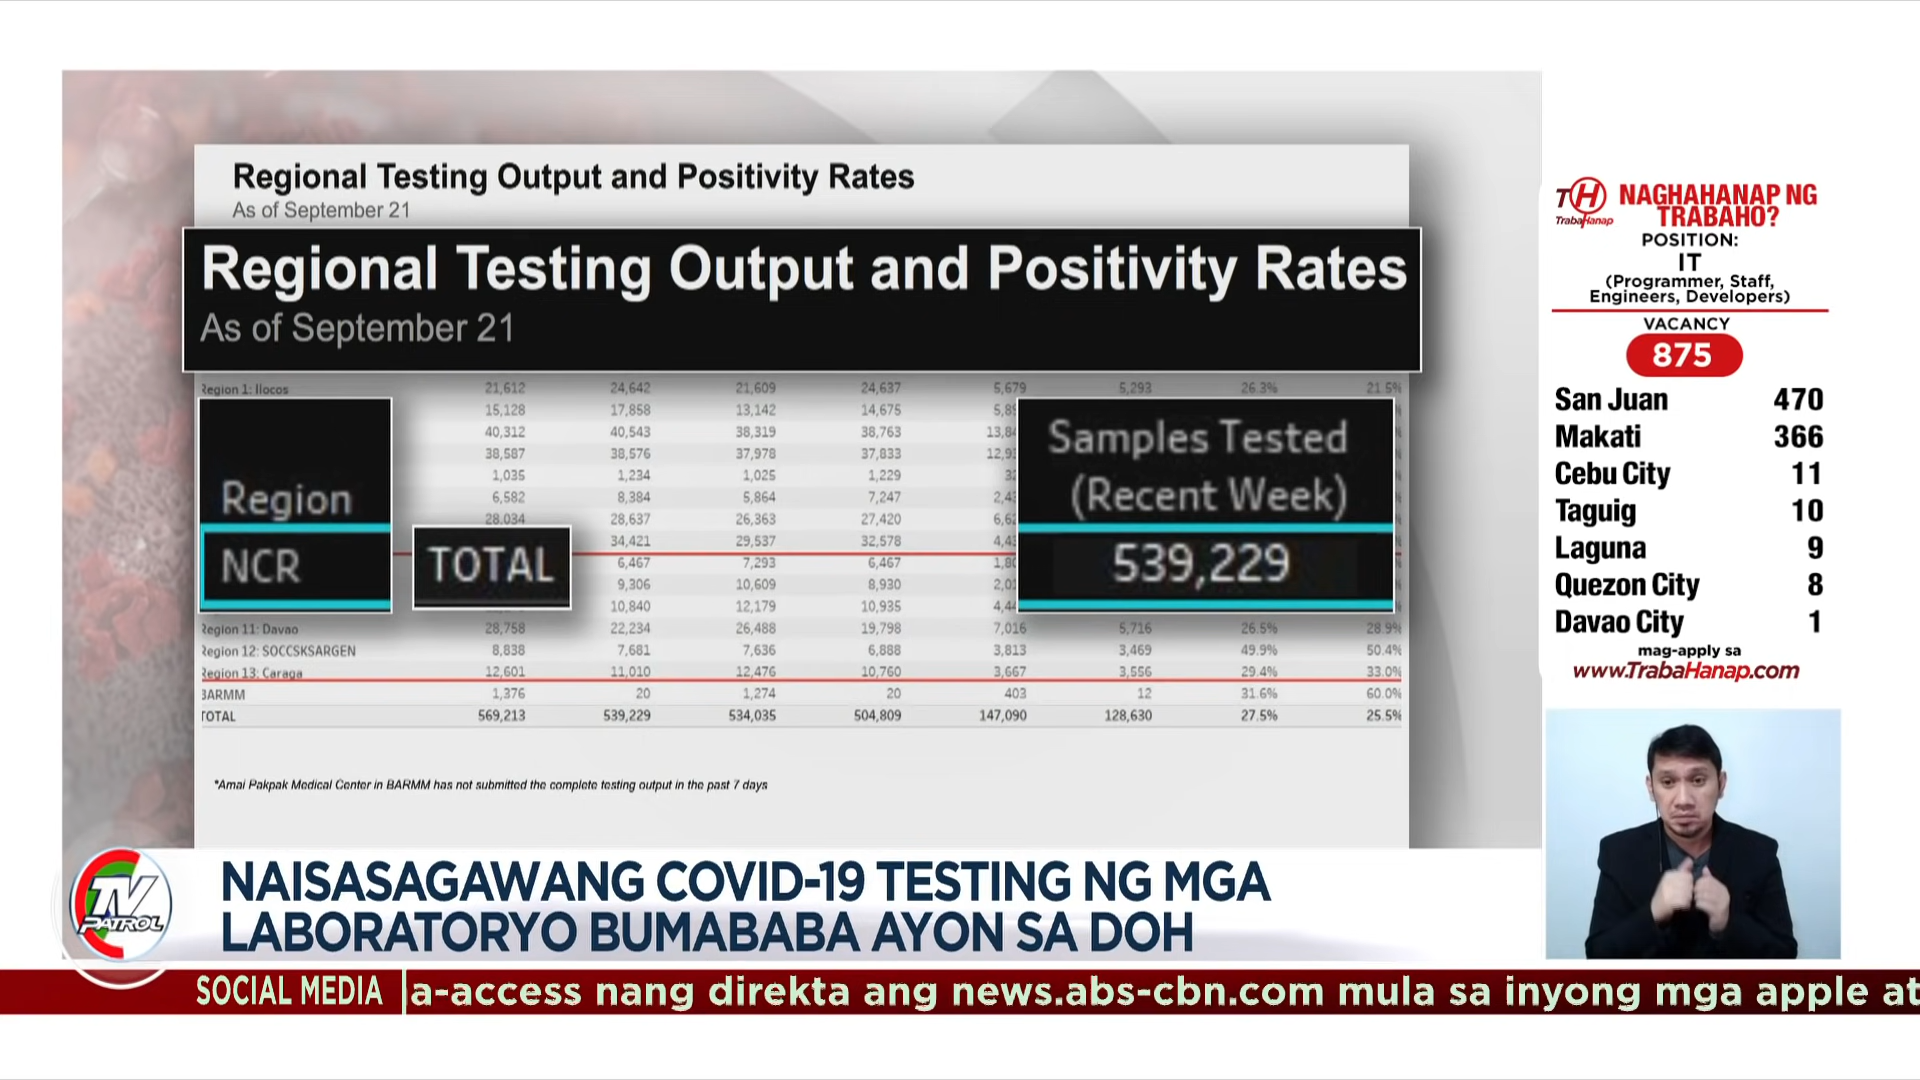 Regional Testing Output and Positivity Rates
As of September 21
Regional Testing Output and Positivity Rates
As of September 21
Region 1: Ilocos 21,612 24,642 21,609 24,637 5,679 5,293 26.3% 21.5%
15,128 17,858 13,142 14,675
40,312 40,543 38,319 38,763
38,587 38,576 37,978 37,833
1,035 1,234 1,025 1,229
6,582 8,384 5,864 7,247
28,034 28,637 26,363 27,420
34,421 29,537 32,578
6,467 7,293 6,467
9,306 10,609 8,930
10,840 12,179 10,935
Region
NCR
TOTAL
Samples Tested
(Recent Week)
539,229
Region 11: Davao 28,758 22,234 26,488 19,798 7,016 5,716 26.5% 28.9%
Region 12: SOCCSKSARGEN 8,838 7,681 7,636 6,888 3,813 3,469 49.9% 50.4%
Region 13: Caraga 12,601 11,010 12,476 10,760 3,667 3,556 29.4% 33.0%
BARMM 1,376 20 1,274 20 403 12 31.6% 60.0%
TOTAL 569,213 539,229 534,035 504,809 147,090 128,630 27.5% 25.5%
*Amai Pakpak Medical Center in BARMM has not submitted the complete testing output in the past 7 days
TV
PATROL
NAISASAGAWANG COVID-19 TESTING NG MGA
LABORATORYO BUMABABA AYON SA DOH
SOCIAL MEDIA a-access nang direkta ang news.abs-cbn.com mula sa inyong mga apple at
TH
TrabaHanap
NAGHAHANAP NG
TRABAHO?
POSITION:
IT
(Programmer, Staff,
Engineers, Developers)
VACANCY
875
San Juan 470
Makati 366
Cebu City 11
Taguig 10
Laguna 9
Quezon City 8
Davao City 1
mag-apply sa
www.TrabaHanap.com